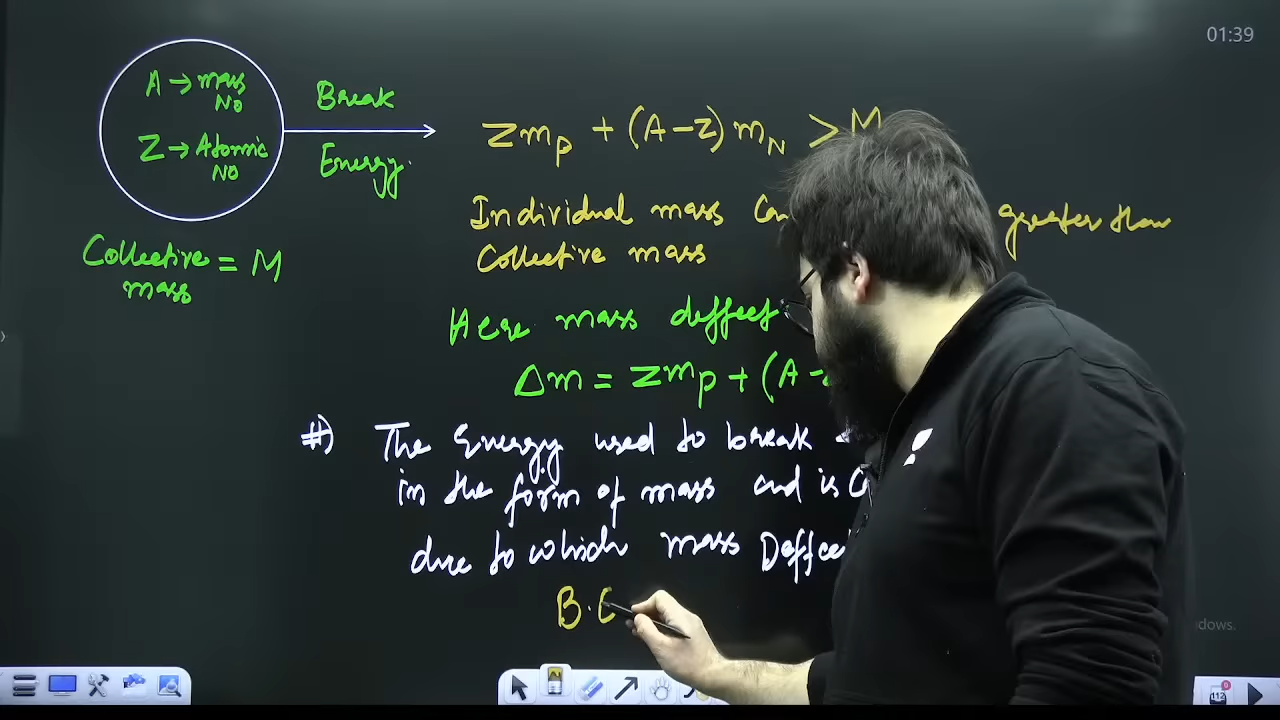 01:39
A → mass
No
Z → Atomic
No
Break
Energy.
Zmp + (A-Z) mN > M
Collective = M
mass
Individual mass greater than
Collective mass
Here mass deffect
Δm = Zmp + (A-
#) The Energy used to break
in the form of mass and is
due to which mass
B.
dows.
112